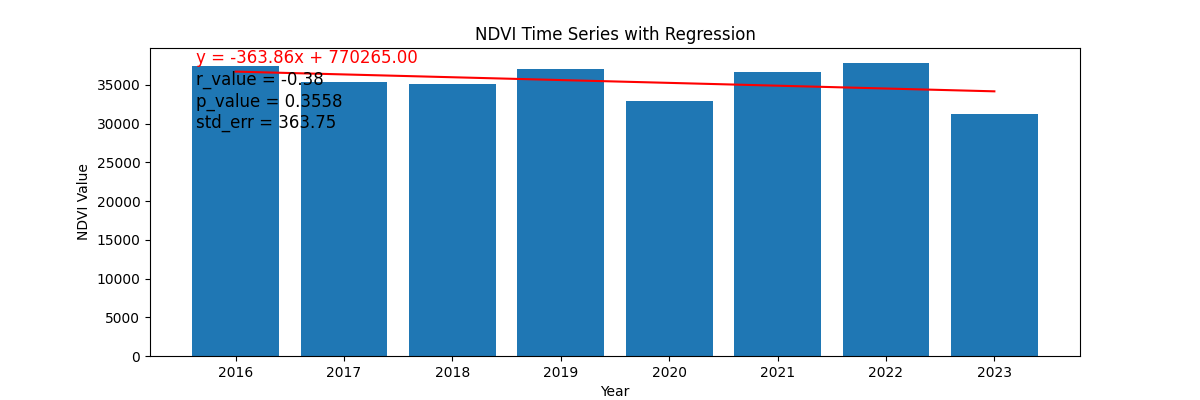 NDVI Time Series with Regression
y = -363.86x + 770265.00
r_value = -0.38
p_value = 0.3558
std_err = 363.75
NDVI Value
35000
30000
25000
20000
15000
10000
5000
0
2016 2017 2018 2019 2020 2021 2022 2023
Year